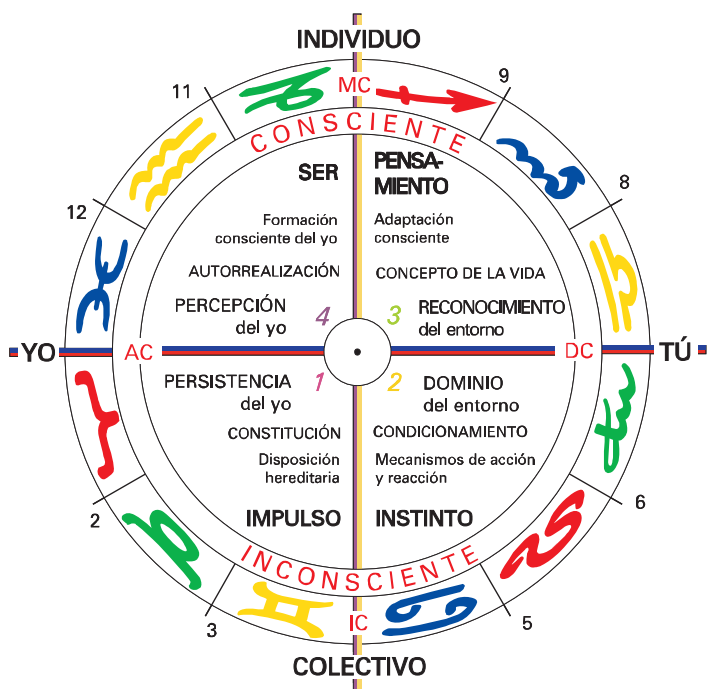 INDIVIDUO
11
MC
9
CONSCIENTE
SER
PENSA-
MIENTO
12
8
Formación
consciente del yo
Adaptación
consciente
AUTORREALIZACIÓN
CONCEPTO DE LA VIDA
PERCEPCIÓN
del yo
4
3
RECONOCIMIENTO
del entorno
YO
AC
DC
TÚ
PERSISTENCIA
del yo
1
2
DOMINIO
del entorno
CONSTITUCIÓN
CONDICIONAMIENTO
Disposición
hereditaria
Mecanismos de acción
y reacción
2
6
IMPULSO
INSTINTO
INCONSCIENTE
3
IC
5
COLECTIVO